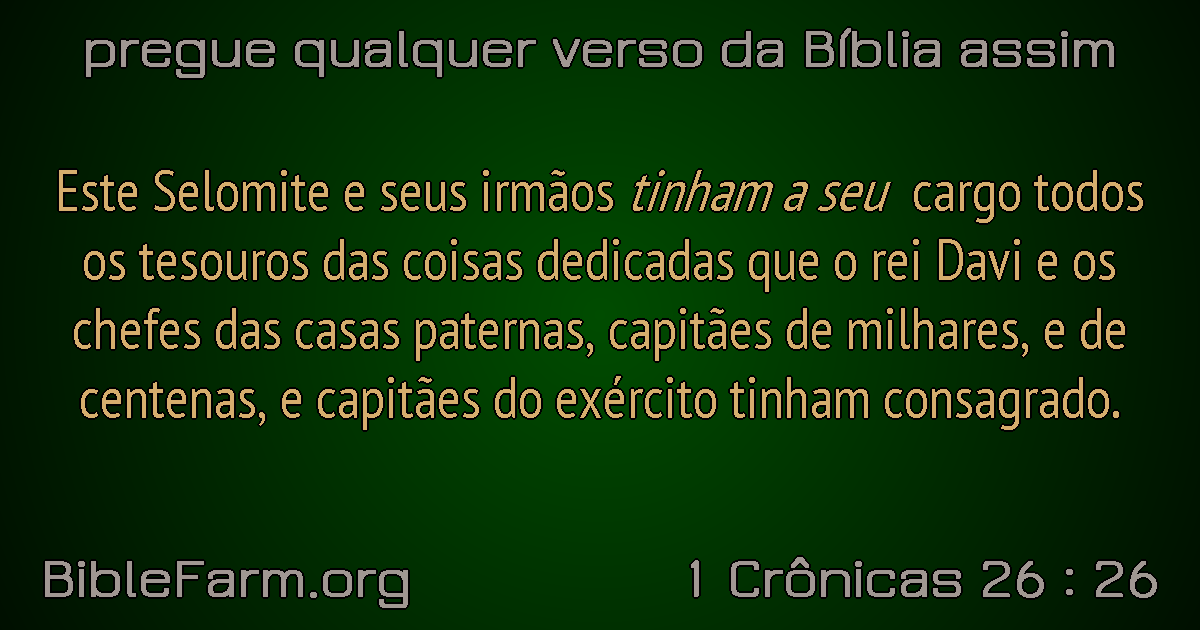 pregue qualquer verso da Bíblia assim
Este Selomite e seus irmãos tinham a seu cargo todos
os tesouros das coisas dedicadas que o rei Davi e os
chefes das casas paternas, capitães de milhares, e de
centenas, e capitães do exército tinham consagrado.
BibleFarm.org
1 Crônicas 26 : 26